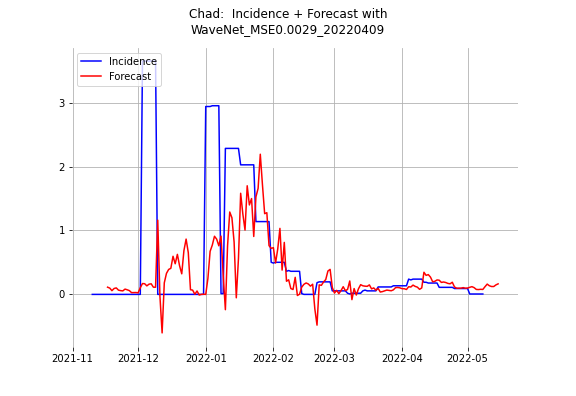 Chad:  Incidence + Forecast with
WaveNet_MSE0.0029_20220409
Incidence
Forecast
3
2
1
0
2021-11
2021-12
2022-01
2022-02
2022-03
2022-04
2022-05